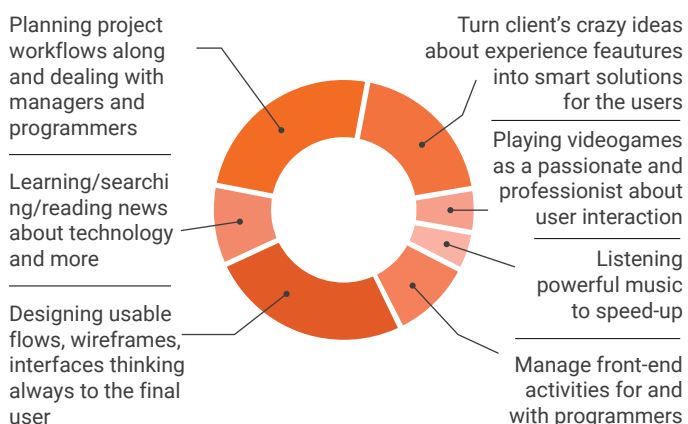 Planning project
workflows along
and dealing with
managers and
programmers
Learning/searchi
ng/reading news
about technology
and more
Designing usable
flows, wireframes,
interfaces thinking
always to the final
user
Turn client's crazy ideas
about experience feautures
into smart solutions
for the users
Playing videogames
as a passionate and
professionist about
user interaction
Listening
powerful music
to speed-up
Manage front-end
activities for and
with programmers